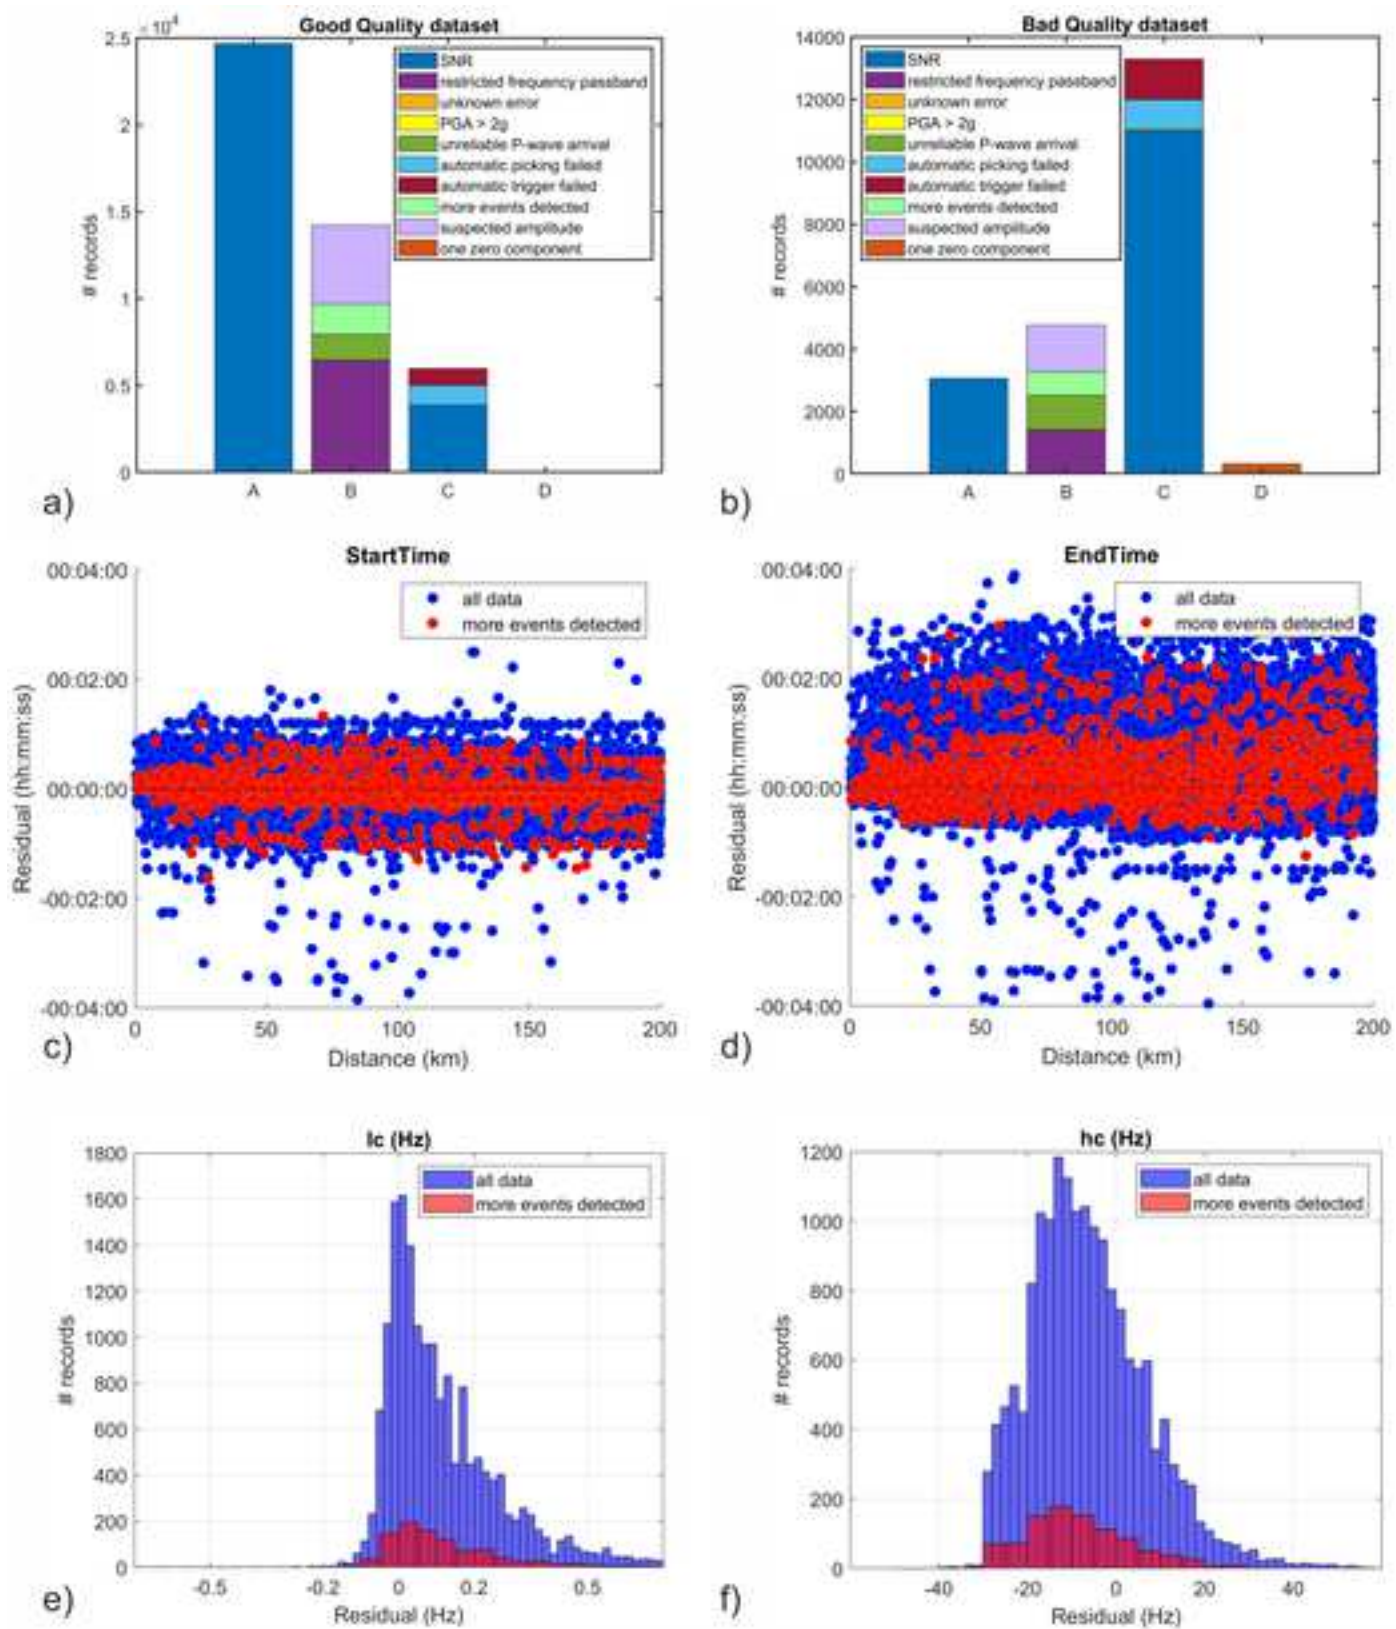 Good Quality dataset
× 10⁴
2.5
2
1.5
1
0.5
0
# records
SNR
restricted frequency passband
unknown error
PGA > 2g
unreliable P-wave arrival
automatic picking failed
automatic trigger failed
more events detected
suspected amplitude
one zero component
A B C D
a)
Bad Quality dataset
14000
12000
10000
8000
6000
4000
2000
0
# records
SNR
restricted frequency passband
unknown error
PGA > 2g
unreliable P-wave arrival
automatic picking failed
automatic trigger failed
more events detected
suspected amplitude
one zero component
A B C D
b)
StartTime
00:04:00
00:02:00
00:00:00
-00:02:00
-00:04:00
Residual (hh:mm:ss)
all data
more events detected
0 50 100 150 200
Distance (km)
c)
EndTime
00:04:00
00:02:00
00:00:00
-00:02:00
-00:04:00
Residual (hh:mm:ss)
all data
more events detected
0 50 100 150 200
Distance (km)
d)
lc (Hz)
1800
1600
1400
1200
1000
800
600
400
200
0
# records
all data
more events detected
-0.5 -0.2 0 0.2 0.5
Residual (Hz)
e)
hc (Hz)
1200
1000
800
600
400
200
0
# records
all data
more events detected
-40 -20 0 20 40
Residual (Hz)
f)